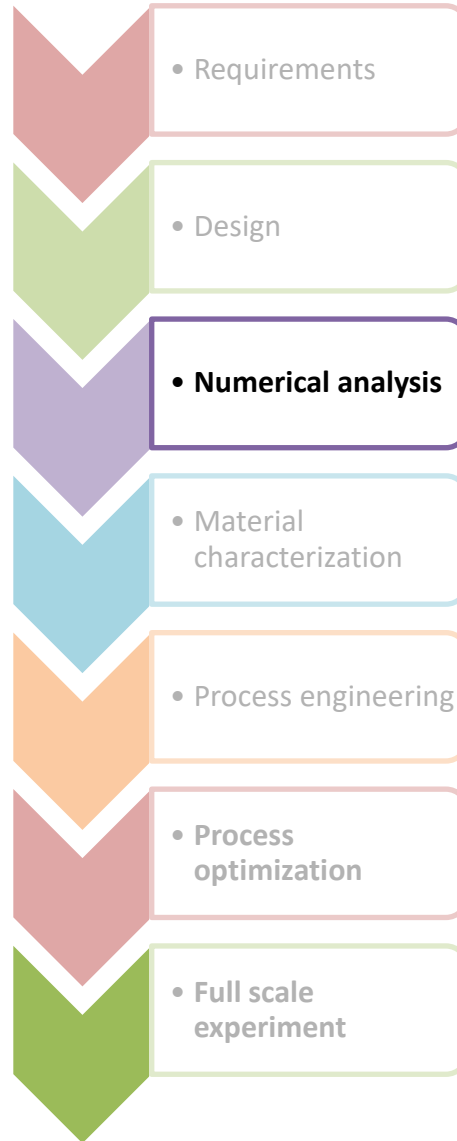 • Requirements
• Design
• Numerical analysis
• Material
characterization
• Process engineering
• Process
optimization
• Full scale
experiment